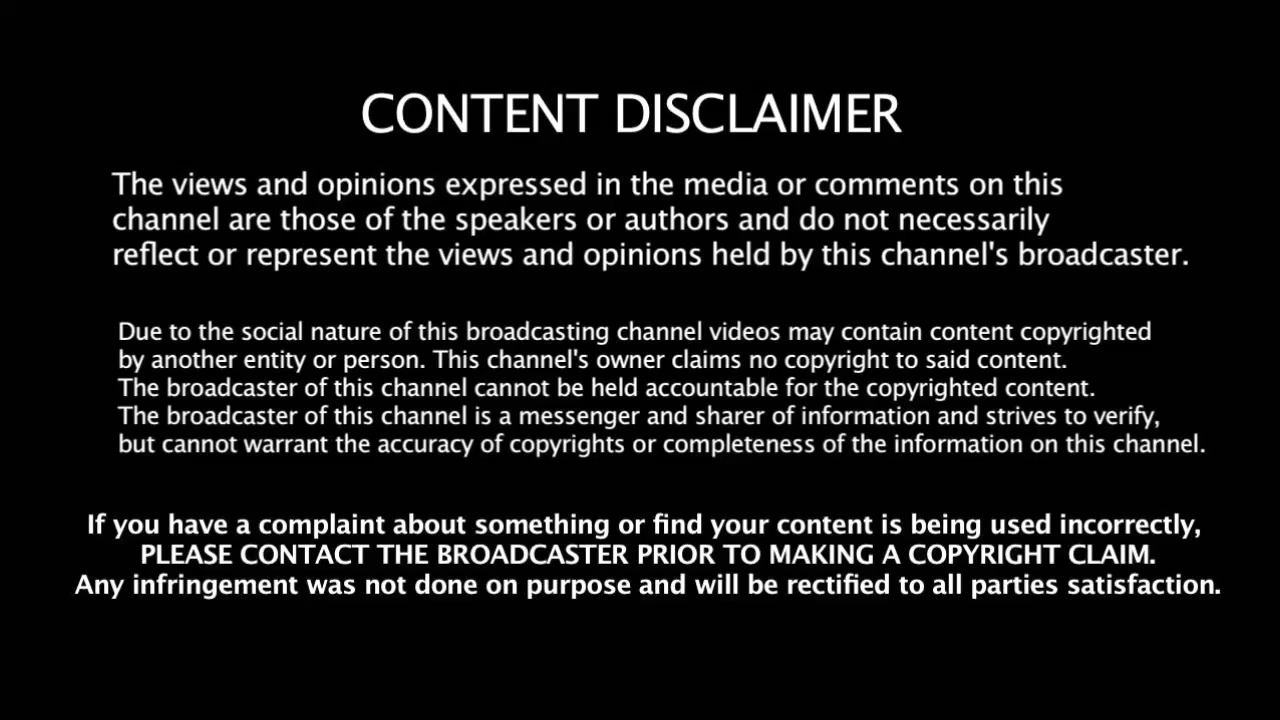 CONTENT DISCLAIMER
The views and opinions expressed in the media or comments on this
channel are those of the speakers or authors and do not necessarily
reflect or represent the views and opinions held by this channel's broadcaster.
Due to the social nature of this broadcasting channel videos may contain content copyrighted
by another entity or person. This channel's owner claims no copyright to said content.
The broadcaster of this channel cannot be held accountable for the copyrighted content.
The broadcaster of this channel is a messenger and sharer of information and strives to verify,
but cannot warrant the accuracy of copyrights or completeness of the information on this channel.
If you have a complaint about something or find your content is being used incorrectly,
PLEASE CONTACT THE BROADCASTER PRIOR TO MAKING A COPYRIGHT CLAIM.
Any infringement was not done on purpose and will be rectified to all parties satisfaction.